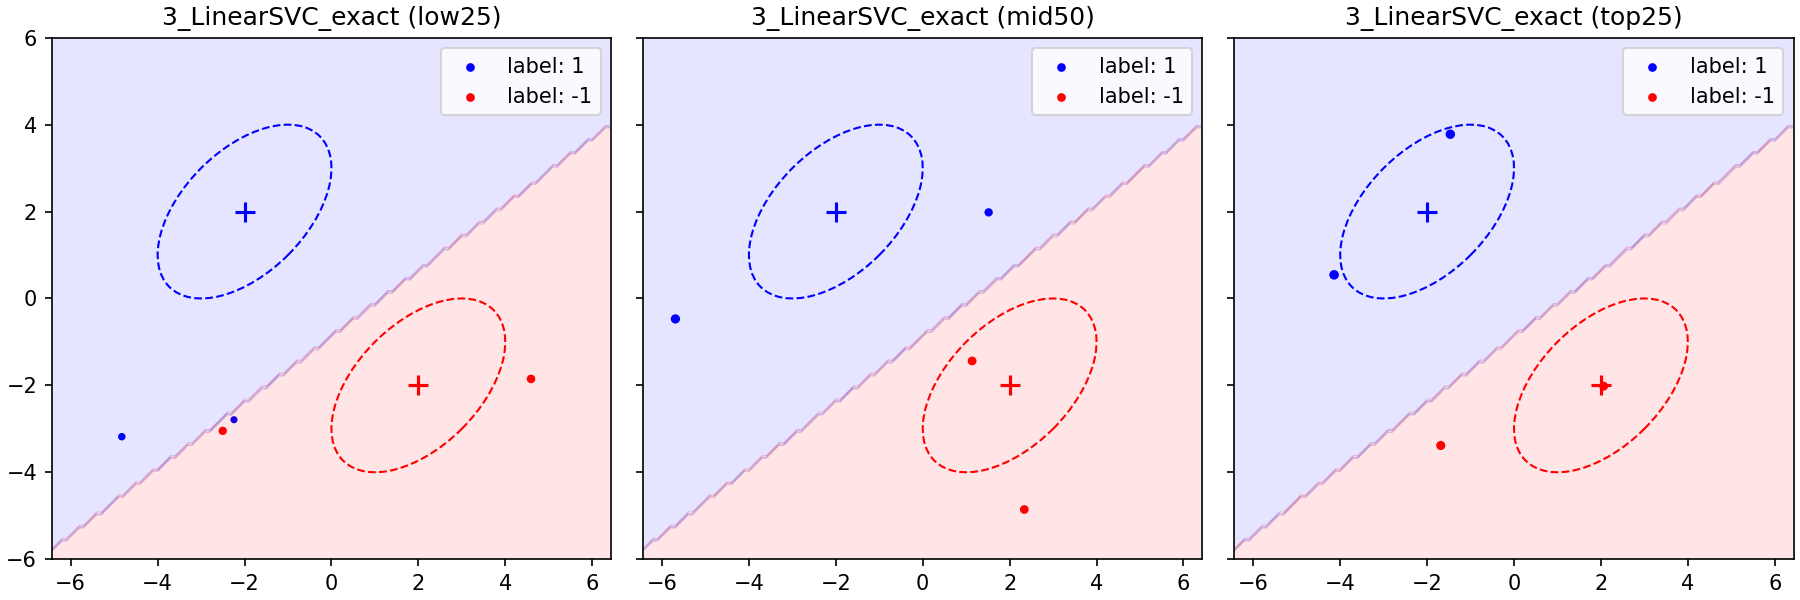 3_LinearSVC_exact (low25)
label: 1
label: -1
6
4
2
0
−2
−4
−6
−6 −4 −2 0 2 4 6
3_LinearSVC_exact (mid50)
label: 1
label: -1
−6 −4 −2 0 2 4 6
3_LinearSVC_exact (top25)
label: 1
label: -1
−6 −4 −2 0 2 4 6